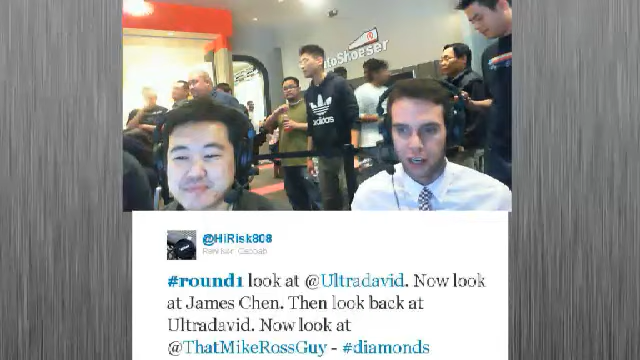 utoShoeser
adidas
@HiRisk808
#round1 look at @Ultradavid. Now look
at James Chen. Then look back at
Ultradavid. Now look at
@ThatMikeRossGuy - #diamonds